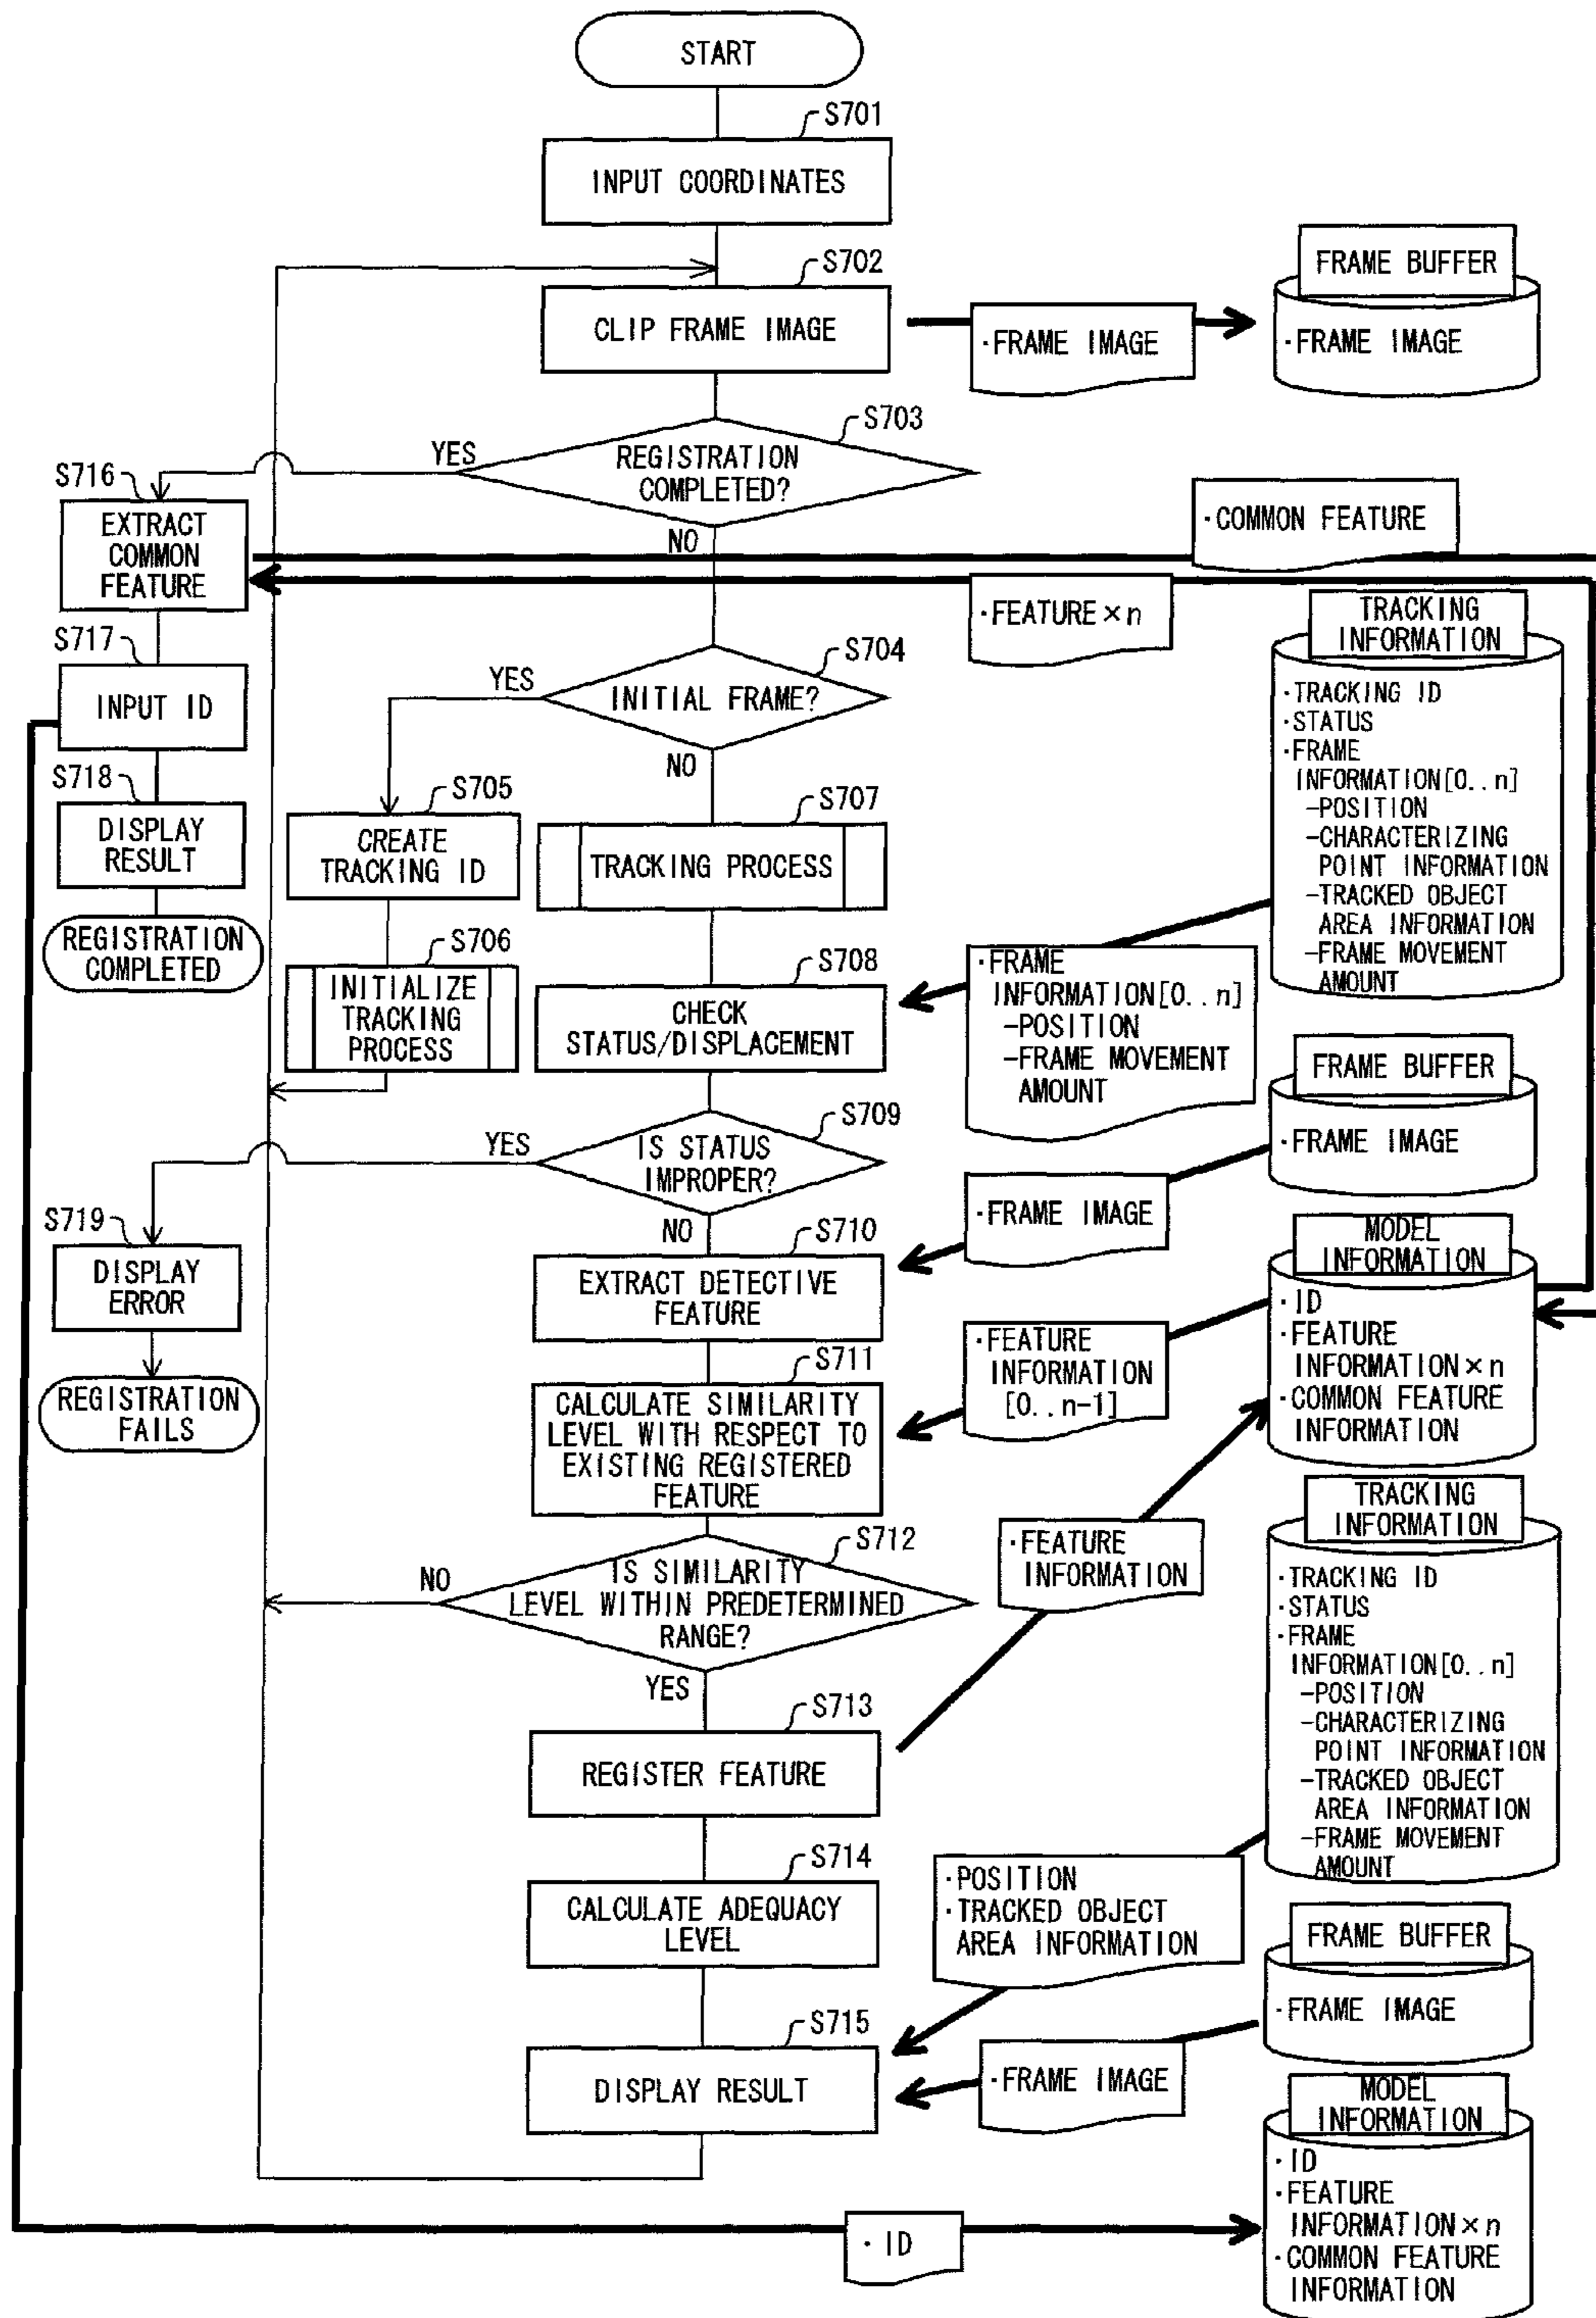 START
S701
INPUT COORDINATES
S702
CLIP FRAME IMAGE
·FRAME IMAGE
FRAME BUFFER
·FRAME IMAGE
S703
REGISTRATION
COMPLETED?
YES
NO
S716
EXTRACT
COMMON
FEATURE
·COMMON FEATURE
·FEATURE×n
S717
INPUT ID
S718
DISPLAY
RESULT
REGISTRATION
COMPLETED
S704
INITIAL FRAME?
YES
NO
S705
CREATE
TRACKING ID
S706
INITIALIZE
TRACKING
PROCESS
S707
TRACKING PROCESS
S708
CHECK
STATUS/DISPLACEMENT
TRACKING
INFORMATION
·TRACKING ID
·STATUS
·FRAME
INFORMATION[0..n]
-POSITION
-CHARACTERIZING
POINT INFORMATION
-TRACKED OBJECT
AREA INFORMATION
-FRAME MOVEMENT
AMOUNT
·FRAME
INFORMATION[0..n]
-POSITION
-FRAME MOVEMENT
AMOUNT
S709
IS STATUS
IMPROPER?
YES
NO
S719
DISPLAY
ERROR
REGISTRATION
FAILS
FRAME BUFFER
·FRAME IMAGE
·FRAME IMAGE
S710
EXTRACT DETECTIVE
FEATURE
MODEL
INFORMATION
·ID
·FEATURE
INFORMATION×n
·COMMON FEATURE
INFORMATION
·FEATURE
INFORMATION
[0..n-1]
S711
CALCULATE SIMILARITY
LEVEL WITH RESPECT TO
EXISTING REGISTERED
FEATURE
S712
IS SIMILARITY
LEVEL WITHIN PREDETERMINED
RANGE?
NO
YES
·FEATURE
INFORMATION
S713
REGISTER FEATURE
TRACKING
INFORMATION
·TRACKING ID
·STATUS
·FRAME
INFORMATION[0..n]
-POSITION
-CHARACTERIZING
POINT INFORMATION
-TRACKED OBJECT
AREA INFORMATION
-FRAME MOVEMENT
AMOUNT
S714
CALCULATE ADEQUACY
LEVEL
·POSITION
·TRACKED OBJECT
AREA INFORMATION
FRAME BUFFER
·FRAME IMAGE
S715
DISPLAY RESULT
·FRAME IMAGE
MODEL
INFORMATION
·ID
·FEATURE
INFORMATION×n
·COMMON FEATURE
INFORMATION
·ID